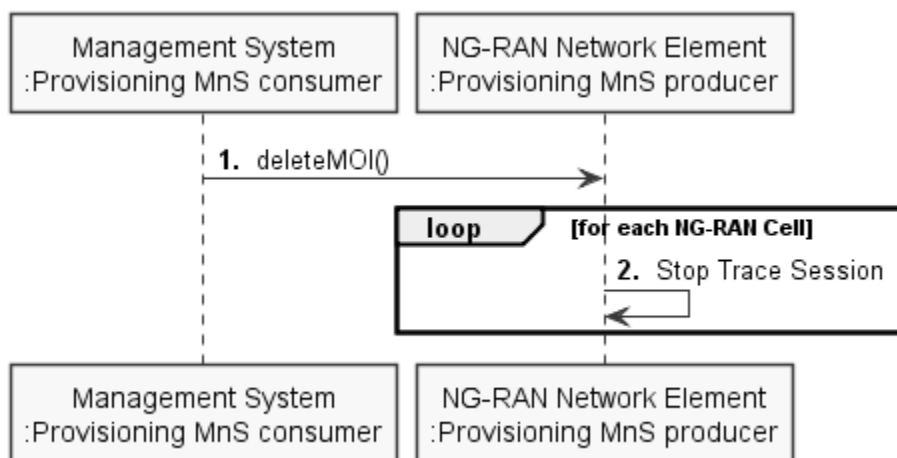 Management System
:Provisioning MnS consumer
NG-RAN Network Element
:Provisioning MnS producer
1. deleteMOI()
loop [for each NG-RAN Cell]
2. Stop Trace Session
Management System
:Provisioning MnS consumer
NG-RAN Network Element
:Provisioning MnS producer